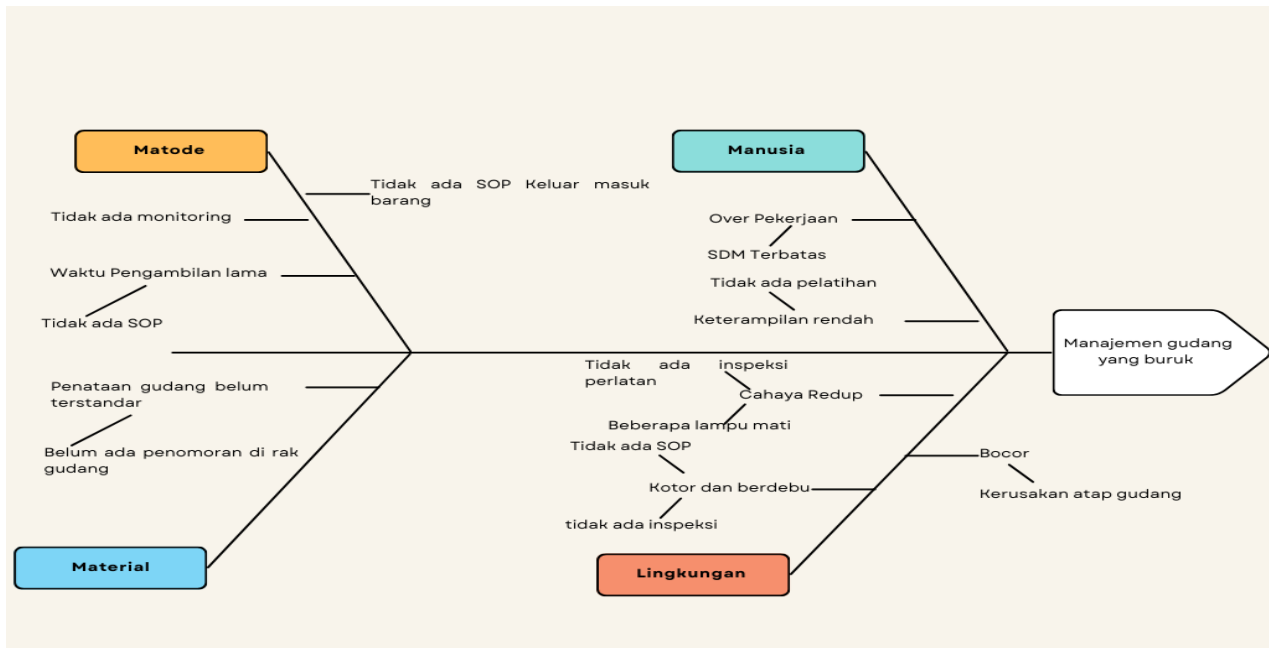 Matode
Manusia
Tidak ada SOP Keluar masuk
barang
Tidak ada monitoring
Waktu Pengambilan lama
Tidak ada SOP
Over Pekerjaan
SDM Terbatas
Tidak ada pelatihan
Keterampilan rendah
Manajemen gudang
yang buruk
Penataan gudang belum
terstandar
Belum ada penomoran di rak
gudang
Material
Tidak ada inspeksi
perlatan
Cahaya Redup
Beberapa lampu mati
Tidak ada SOP
Kotor dan berdebu
tidak ada inspeksi
Bocor
Kerusakan atap gudang
Lingkungan